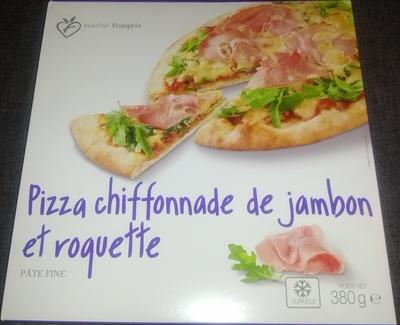 marché franprix
Pizza chiffonnade de jambon
et roquette
PÂTE FINE
SURGELÉ
POIDS NET
380g e